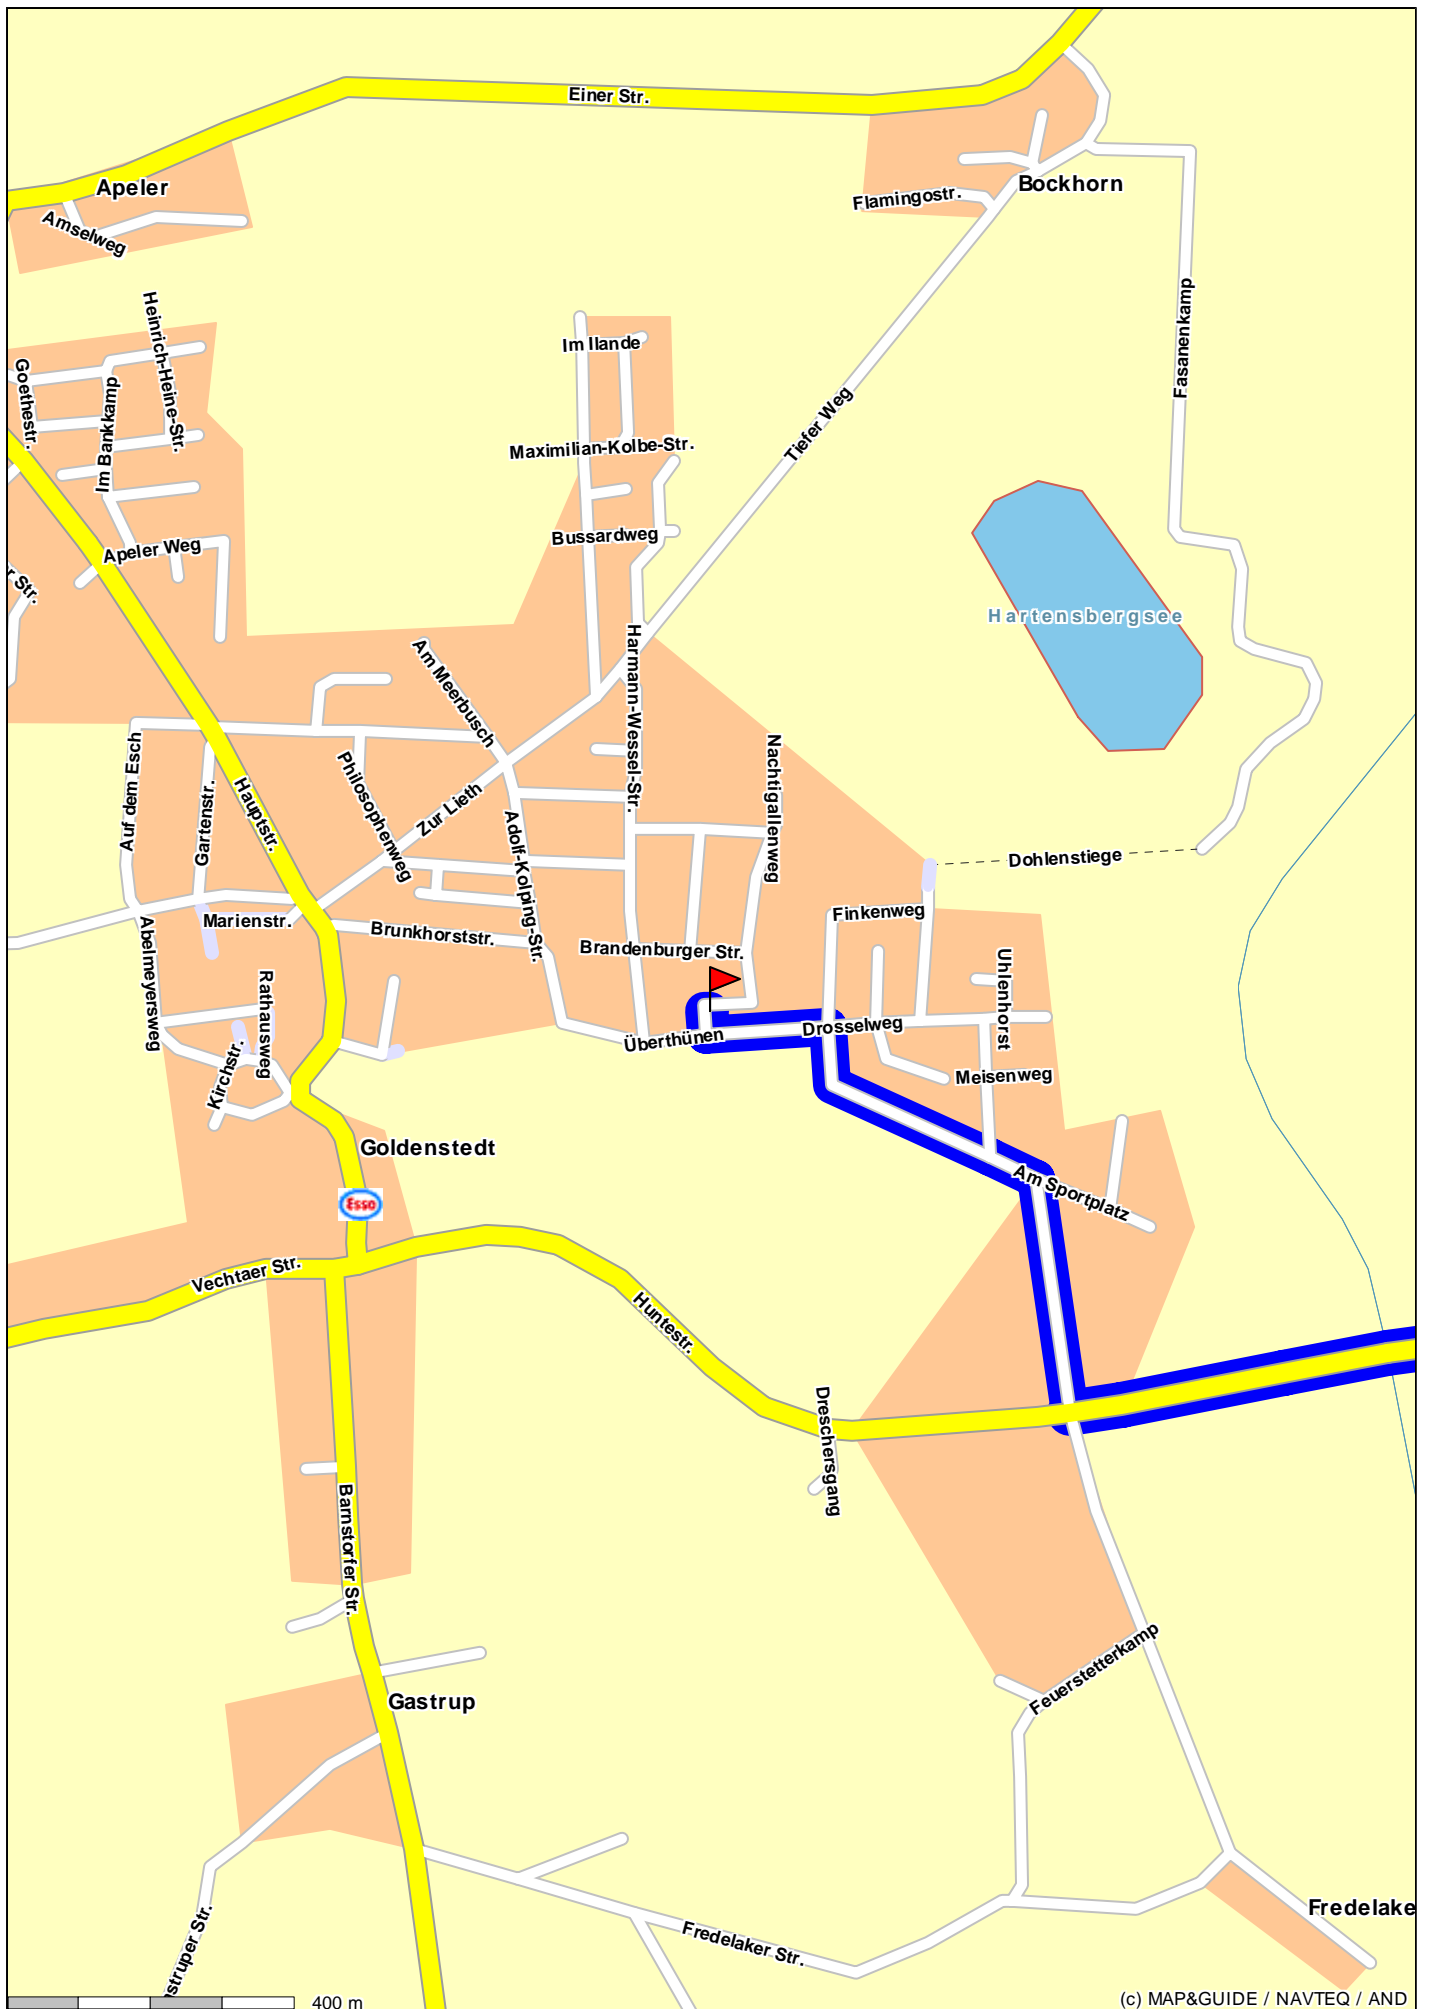 Einer Str.
Apeler
Bockhorn
Flamingostr.
Amselweg
Heinrich-Heine-Str.
Fasanenkamp
Im Ilande
Goethestr.
Im Bankkamp
Tiefer Weg
Maximilian-Kolbe-Str.
Bussardweg
Apeler Weg
r Str.
Hartensbergsee
Am Meerbusch
Harmann-Wessel-Str.
Auf dem Esch
Nachtigallenweg
Philosophenweg
Gartenstr.
Hauptstr.
Zur Lieth
Adolf-Kolping-Str.
Dohlenstiege
Finkenweg
Marienstr.
Abelmeyersweg
Brunkhorststr.
Brandenburger Str.
Uhlenhorst
Rathausweg
Drosselweg
Überthünen
Kirchstr.
Meisenweg
Goldenstedt
Am Sportplatz
Esso
Vechtaer Str.
Huntestr.
Dreschersgang
Barnstorfer Str.
Feuerstetterkamp
Gastrup
Fredelake
Fredelaker Str.
astruper Str.
400 m
(c) MAP&GUIDE / NAVTEQ / AND